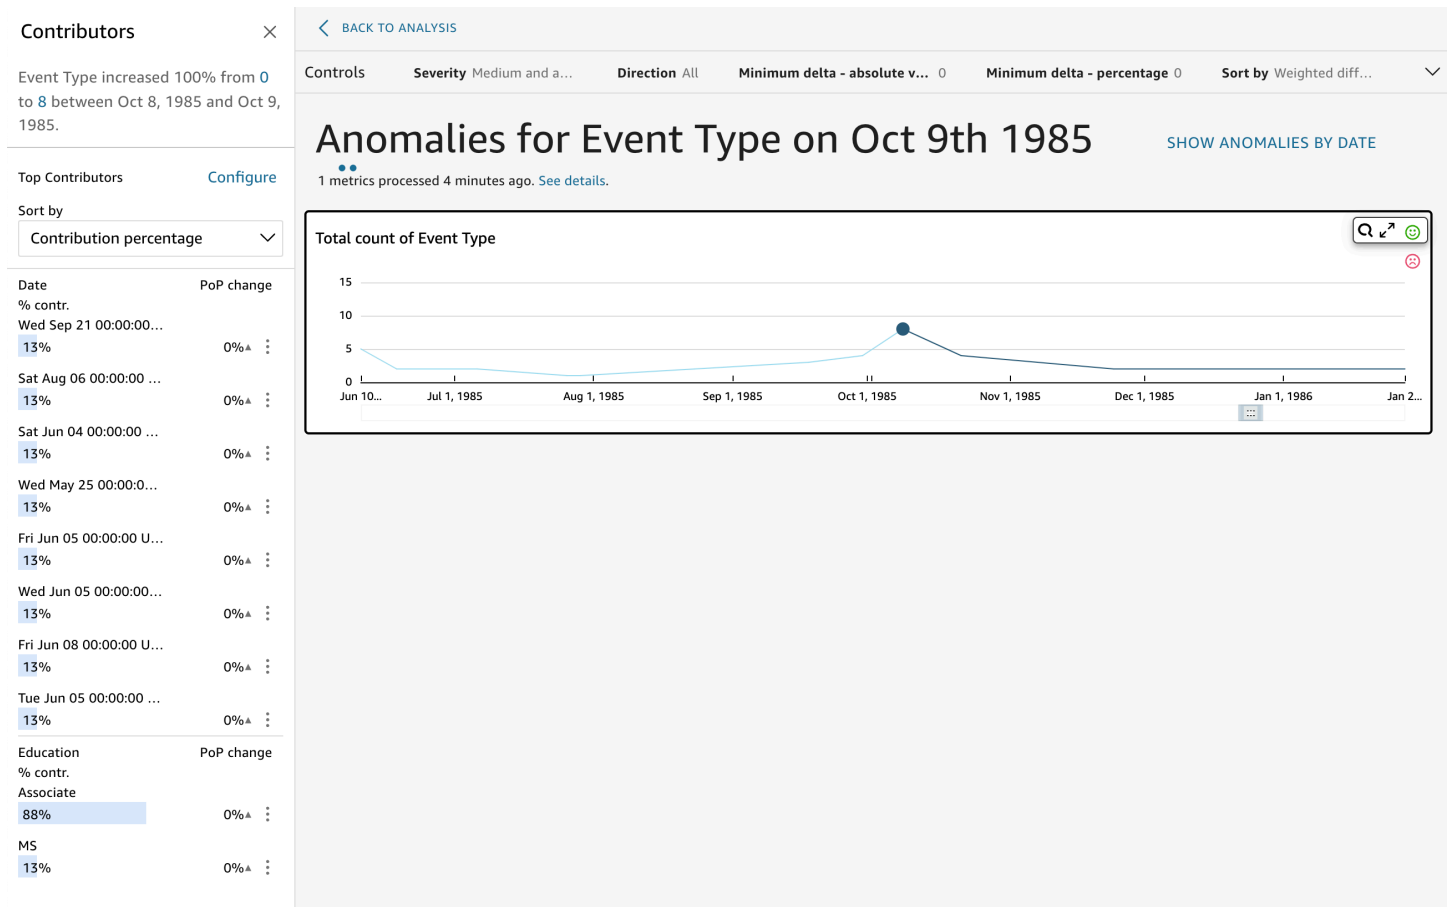 Contributors
Event Type increased 100% from 0
to 8 between Oct 8, 1985 and Oct 9,
1985.
Top Contributors Configure
Sort by
Contribution percentage
Date PoP change
% contr.
Wed Sep 21 00:00:00...
13% 0%▲
Sat Aug 06 00:00:00 ...
13% 0%▲
Sat Jun 04 00:00:00 ...
13% 0%▲
Wed May 25 00:00:0...
13% 0%▲
Fri Jun 05 00:00:00 U...
13% 0%▲
Wed Jun 05 00:00:00...
13% 0%▲
Fri Jun 08 00:00:00 U...
13% 0%▲
Tue Jun 05 00:00:00 ...
13% 0%▲
Education PoP change
% contr.
Associate
88% 0%▲
MS
13% 0%▲
BACK TO ANALYSIS
Controls Severity Medium and a... Direction All Minimum delta - absolute v... 0 Minimum delta - percentage 0 Sort by Weighted diff...
Anomalies for Event Type on Oct 9th 1985 SHOW ANOMALIES BY DATE
1 metrics processed 4 minutes ago. See details.
Total count of Event Type
15
10
5
0
Jun 10... Jul 1, 1985 Aug 1, 1985 Sep 1, 1985 Oct 1, 1985 Nov 1, 1985 Dec 1, 1985 Jan 1, 1986 Jan 2...